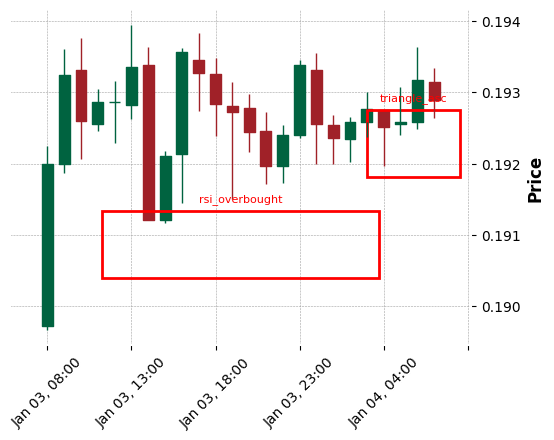 0.194
0.193
triangle_asc
0.192
Price
rsi_overbought
0.191
0.190
Jan 03, 08:00
Jan 03, 13:00
Jan 03, 18:00
Jan 03, 23:00
Jan 04, 04:00